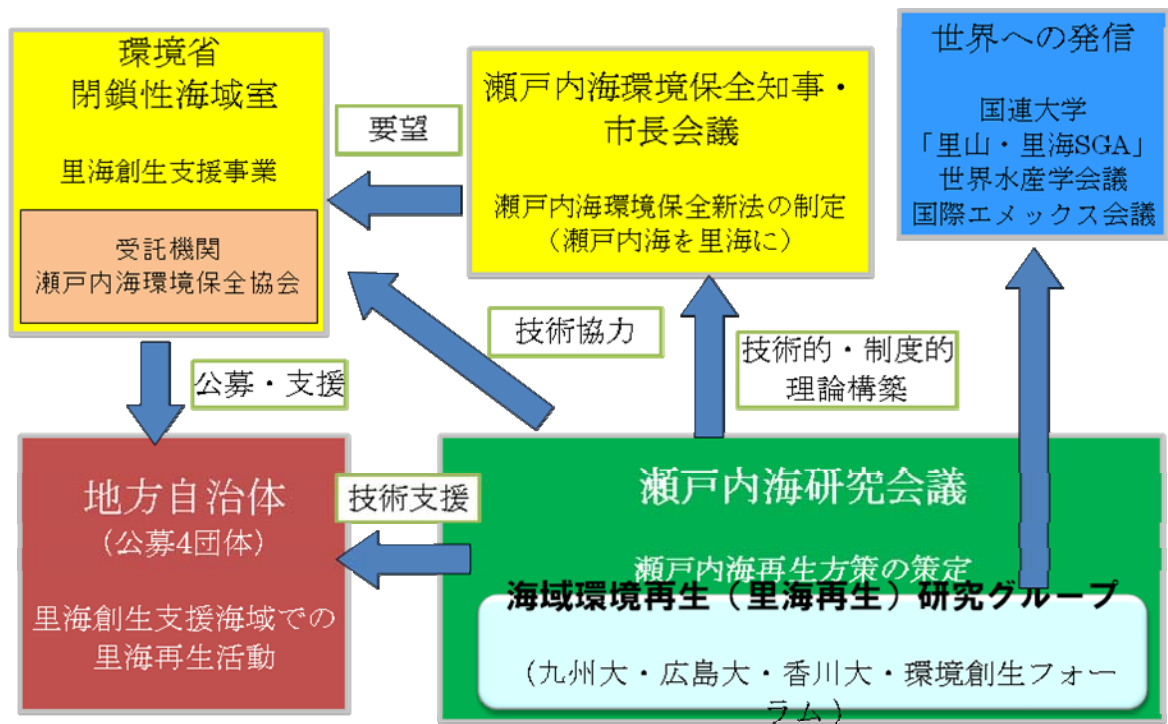 環境省
閉鎖性海域室
里海創生支援事業
受託機関
瀬戸内海環境保全協会
要望
瀬戸内海環境保全知事・
市長会議
瀬戸内海環境保全新法の制定
（瀬戸内海を里海に）
世界への発信
国連大学
「里山・里海SGA」
世界水産学会議
国際エメックス会議
公募・支援
技術協力
技術的・制度的
理論構築
地方自治体
（公募4団体）
里海創生支援海域での
里海再生活動
技術支援
瀬戸内海研究会議
瀬戸内海再生方策の策定
海域環境再生（里海再生）研究グループ
（九州大・広島大・香川大・環境創生フォー
ラム）